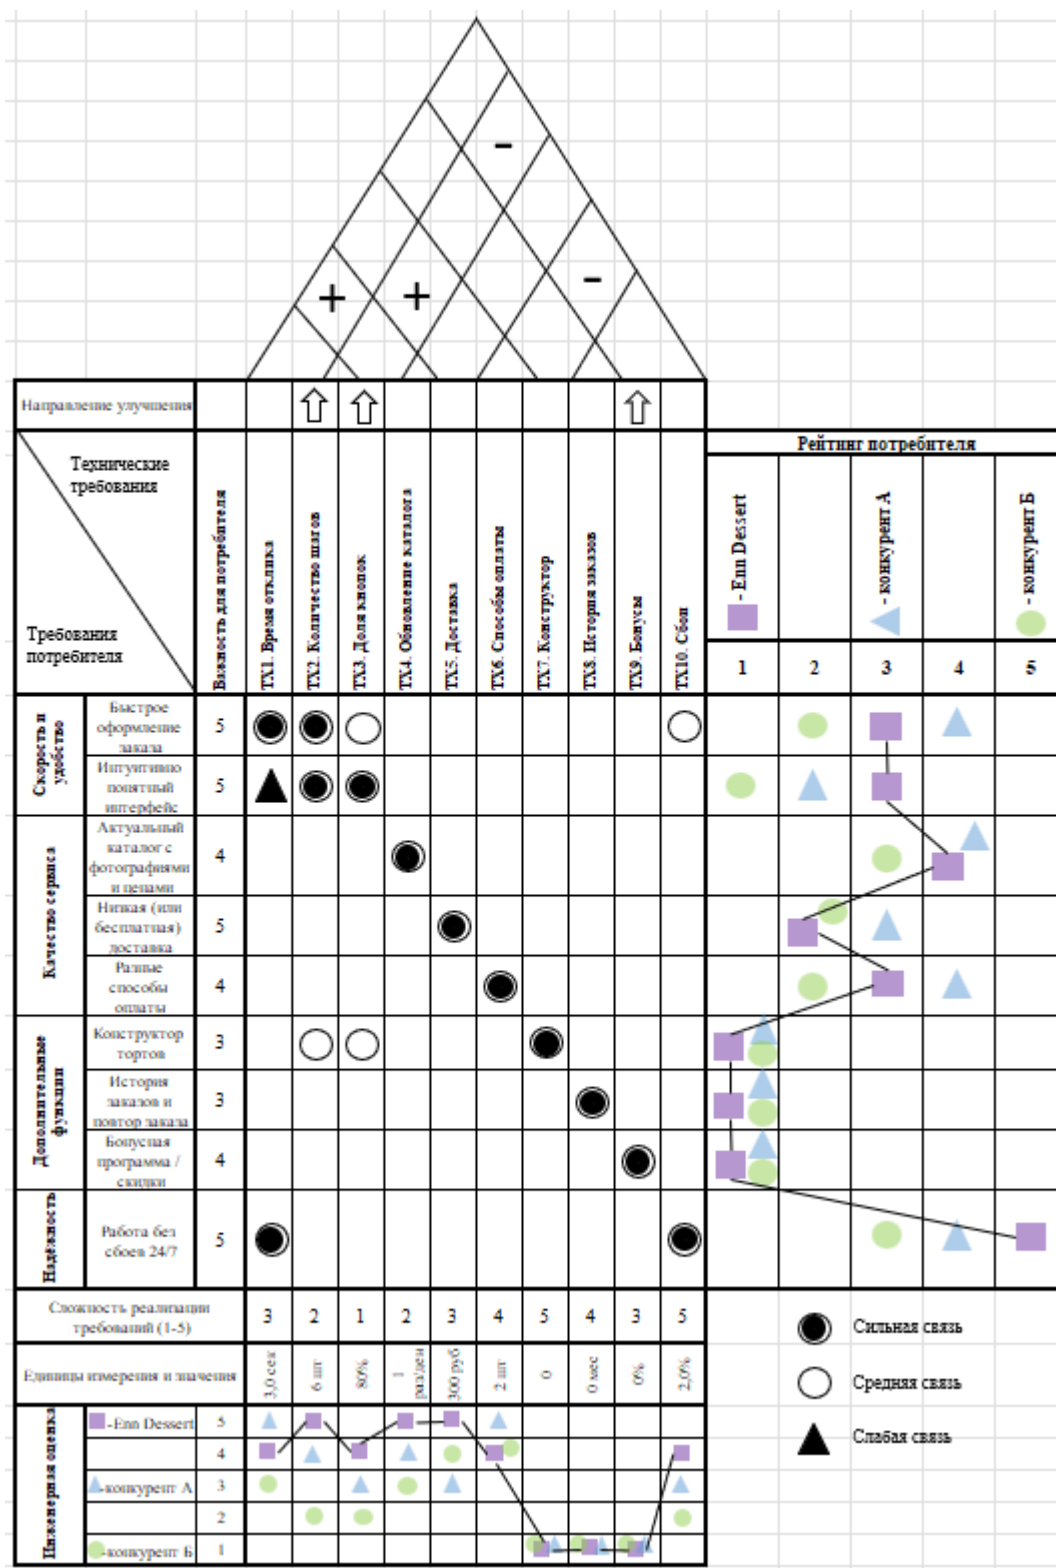 -
-
+
+
Направление улучшения
Технические
требования
Требования
потребителя
Важность для потребителя
ТХ1. Время отклика
ТХ2. Количество шагов
ТХ3. Доля кнопок
ТХ4. Обновление каталога
ТХ5. Доставка
ТХ6. Способы оплаты
ТХ7. Конструктор
ТХ8. История заказов
ТХ9. Бонусы
ТХ10. Сбои
Рейтинг потребителя
- Enn Dessert
- конкурент А
- конкурент Б
1
2
3
4
5
Скорость и
удобство
Быстрое
оформление
заказа
5
Интуитивно
понятный
интерфейс
5
Качество сервиса
Актуальный
каталог с
фотографиями
и ценами
4
Низкая (или
бесплатная)
доставка
5
Разные
способы
оплаты
4
Дополнительные
функции
Конструктор
тортов
3
История
заказов и
повтор заказа
3
Бонусная
программа /
скидки
4
Надёжность
Работа без
сбоев 24/7
5
Сложность реализации
требований (1-5)
3
2
1
2
3
4
5
4
3
5
Единицы измерения и значения
3,0 сек
6 шт
80%
1
раз/ден
300 руб
2 шт
0
0 мес
0%
2,0%
Инженерная оценка
-Enn Dessert
5
4
-конкурент А
3
2
-конкурент Б
1
Сильная связь
Средняя связь
Слабая связь